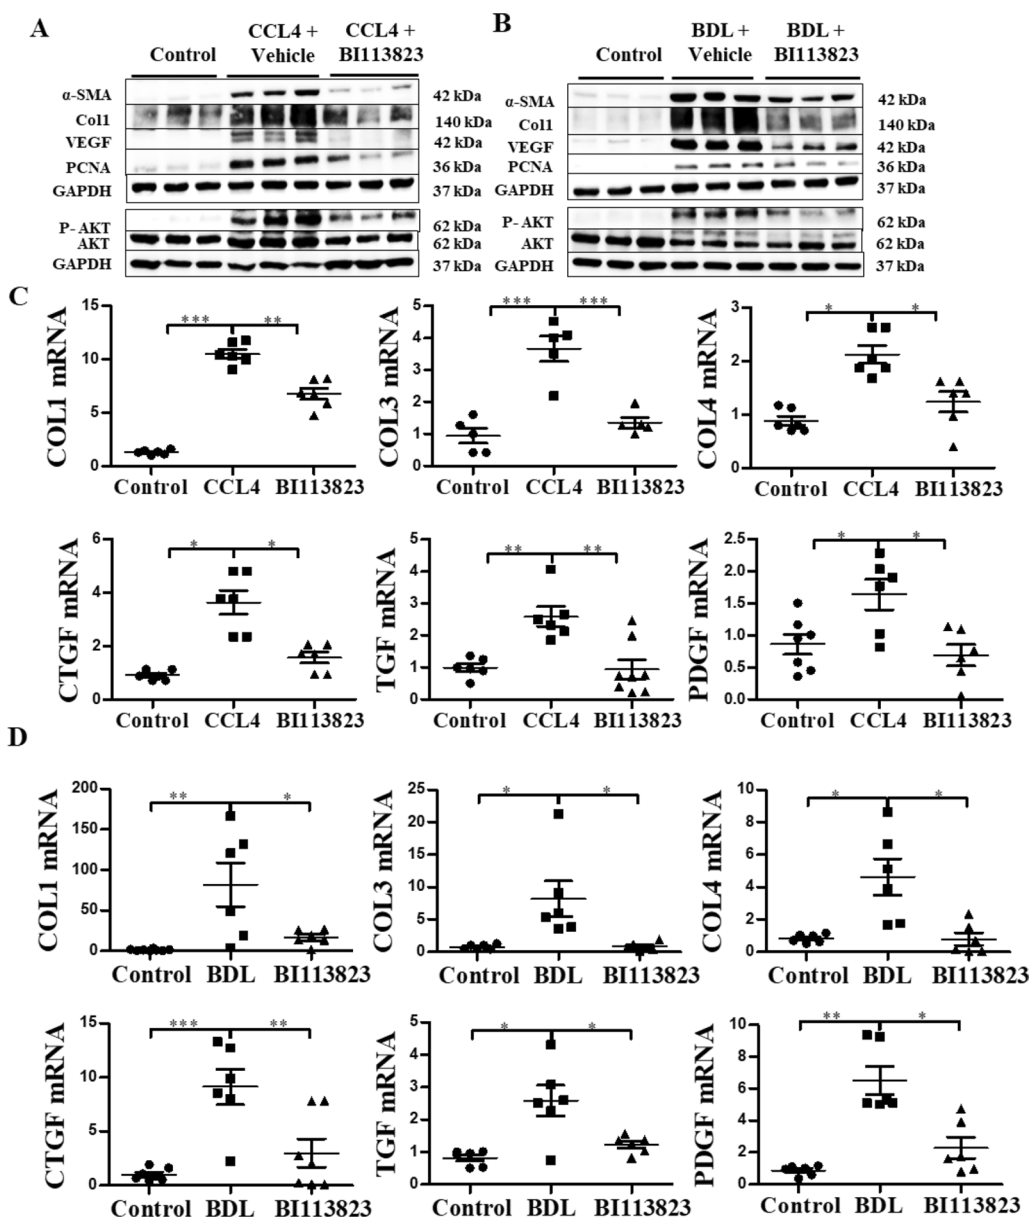 A
Control
CCL4 +
Vehicle
CCL4 +
BI113823
α-SMA 42 kDa
Col1 140 kDa
VEGF 42 kDa
PCNA 36 kDa
GAPDH 37 kDa
P- AKT 62 kDa
AKT 62 kDa
GAPDH 37 kDa
B
Control
BDL +
Vehicle
BDL +
BI113823
α-SMA 42 kDa
Col1 140 kDa
VEGF 42 kDa
PCNA 36 kDa
GAPDH 37 kDa
P- AKT 62 kDa
AKT 62 kDa
GAPDH 37 kDa
C
COL1 mRNA
15
10
5
0
*** **
Control CCL4 BI113823
COL3 mRNA
5
4
3
2
1
0
*** ***
Control CCL4 BI113823
COL4 mRNA
3
2
1
0
* *
Control CCL4 BI113823
CTGF mRNA
6
4
2
0
* *
Control CCL4 BI113823
TGF mRNA
5
4
3
2
1
0
** **
Control CCL4 BI113823
PDGF mRNA
2.5
2.0
1.5
1.0
0.5
0.0
* *
Control CCL4 BI113823
D
COL1 mRNA
200
150
100
50
0
** *
Control BDL BI113823
COL3 mRNA
25
20
15
10
5
0
* *
Control BDL BI113823
COL4 mRNA
10
8
6
4
2
0
* *
Control BDL BI113823
CTGF mRNA
15
10
5
0
*** **
Control BDL BI113823
TGF mRNA
5
4
3
2
1
0
* *
Control BDL BI113823
PDGF mRNA
10
8
6
4
2
0
** *
Control BDL BI113823